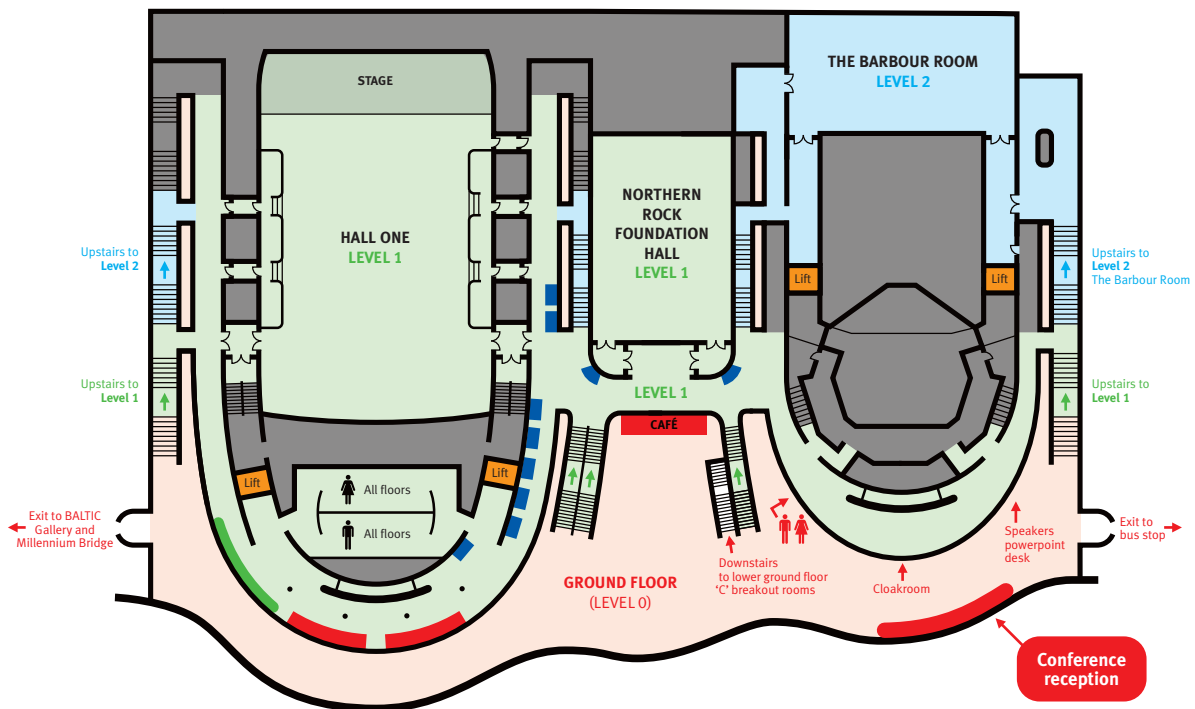 STAGE
THE BARBOUR ROOM
LEVEL 2
HALL ONE
LEVEL 1
NORTHERN
ROCK
FOUNDATION
HALL
LEVEL 1
Upstairs to
Level 2
Upstairs to
Level 2
The Barbour Room
Lift
Lift
Upstairs to
Level 1
LEVEL 1
Upstairs to
Level 1
CAFÉ
Lift
Lift
All floors
All floors
Exit to BALTIC
Gallery and
Millennium Bridge
Exit to
bus stop
Speakers
powerpoint
desk
Downstairs
to lower ground floor
‘C’ breakout rooms
Cloakroom
GROUND FLOOR
(LEVEL 0)
Conference
reception